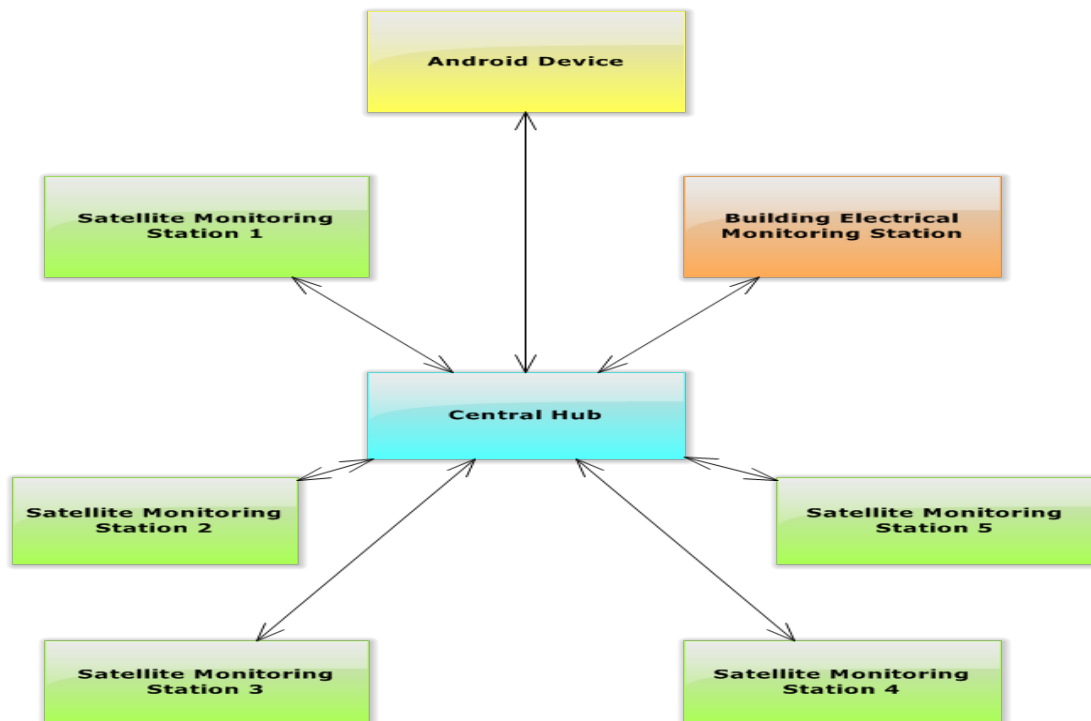 Android Device
Satellite Monitoring
Station 1
Building Electrical
Monitoring Station
Central Hub
Satellite Monitoring
Station 2
Satellite Monitoring
Station 5
Satellite Monitoring
Station 3
Satellite Monitoring
Station 4